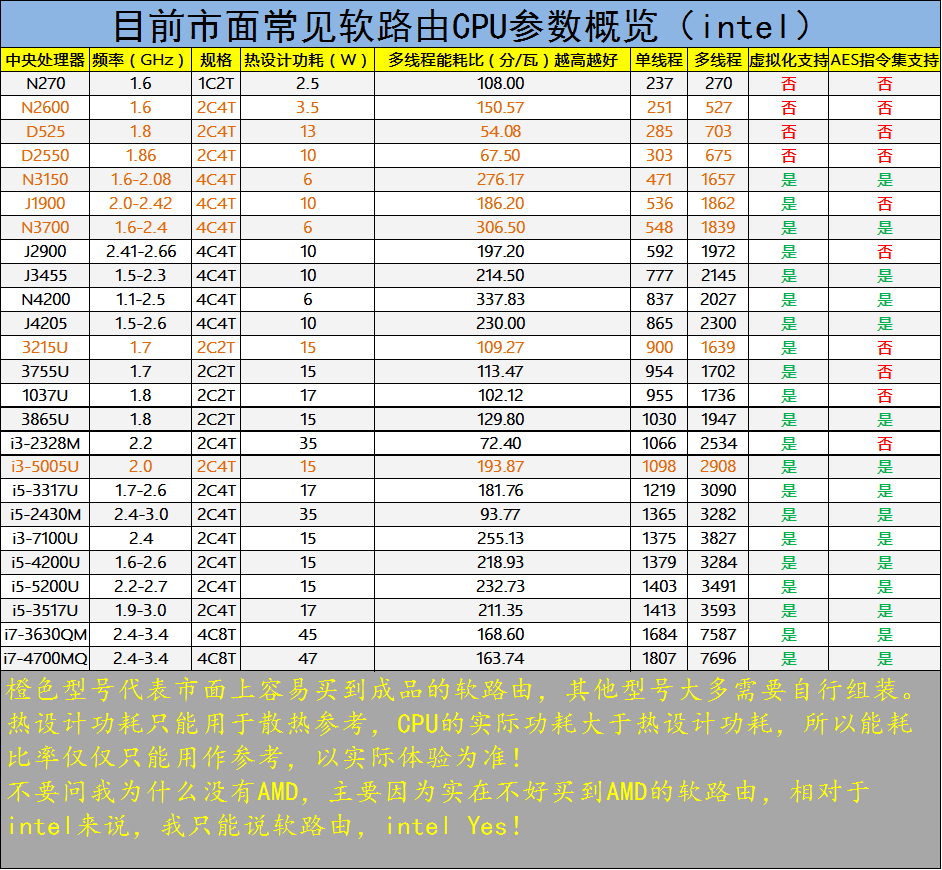 目前市面常见软路由CPU参数概览（intel）
中央处理器 频率（GHz） 规格 热设计功耗（W） 多线程能耗比（分/瓦）越高越好 单线程 多线程 虚拟化支持 AES指令集支持
N270 1.6 1C2T 2.5 108.00 237 270 否 否
N2600 1.6 2C4T 3.5 150.57 251 527 否 否
D525 1.8 2C4T 13 54.08 285 703 否 否
D2550 1.86 2C4T 10 67.50 303 675 否 否
N3150 1.6-2.08 4C4T 6 276.17 471 1657 是 是
J1900 2.0-2.42 4C4T 10 186.20 536 1862 是 否
N3700 1.6-2.4 4C4T 6 306.50 548 1839 是 是
J2900 2.41-2.66 4C4T 10 197.20 592 1972 是 否
J3455 1.5-2.3 4C4T 10 214.50 777 2145 是 是
N4200 1.1-2.5 4C4T 6 337.83 837 2027 是 是
J4205 1.5-2.6 4C4T 10 230.00 865 2300 是 是
3215U 1.7 2C2T 15 109.27 900 1639 是 否
3755U 1.7 2C2T 15 113.47 954 1702 是 否
1037U 1.8 2C2T 17 102.12 955 1736 是 否
3865U 1.8 2C2T 15 129.80 1030 1947 是 是
i3-2328M 2.2 2C4T 35 72.40 1066 2534 是 否
i3-5005U 2.0 2C4T 15 193.87 1098 2908 是 是
i5-3317U 1.7-2.6 2C4T 17 181.76 1219 3090 是 是
i5-2430M 2.4-3.0 2C4T 35 93.77 1365 3282 是 是
i3-7100U 2.4 2C4T 15 255.13 1375 3827 是 是
i5-4200U 1.6-2.6 2C4T 15 218.93 1379 3284 是 是
i5-5200U 2.2-2.7 2C4T 15 232.73 1403 3491 是 是
i5-3517U 1.9-3.0 2C4T 17 211.35 1413 3593 是 是
i7-3630QM 2.4-3.4 4C8T 45 168.60 1684 7587 是 是
i7-4700MQ 2.4-3.4 4C8T 47 163.74 1807 7696 是 是
橙色型号代表市面上容易买到成品的软路由，其他型号大多需要自行组装。
热设计功耗只能用于散热参考，CPU的实际功耗大于热设计功耗，所以能耗
比率仅仅只能用作参考，以实际体验为准！
不要问我为什么没有AMD，主要因为实在不好买到AMD的软路由，相对于
intel来说，我只能说软路由，intel Yes！